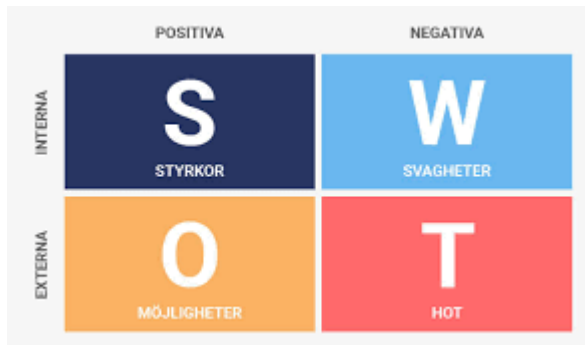 POSITIVA
NEGATIVA
INTERNA
S
STYRKOR
W
SVAGHETER
EXTERNA
O
MÖJLIGHETER
T
HOT